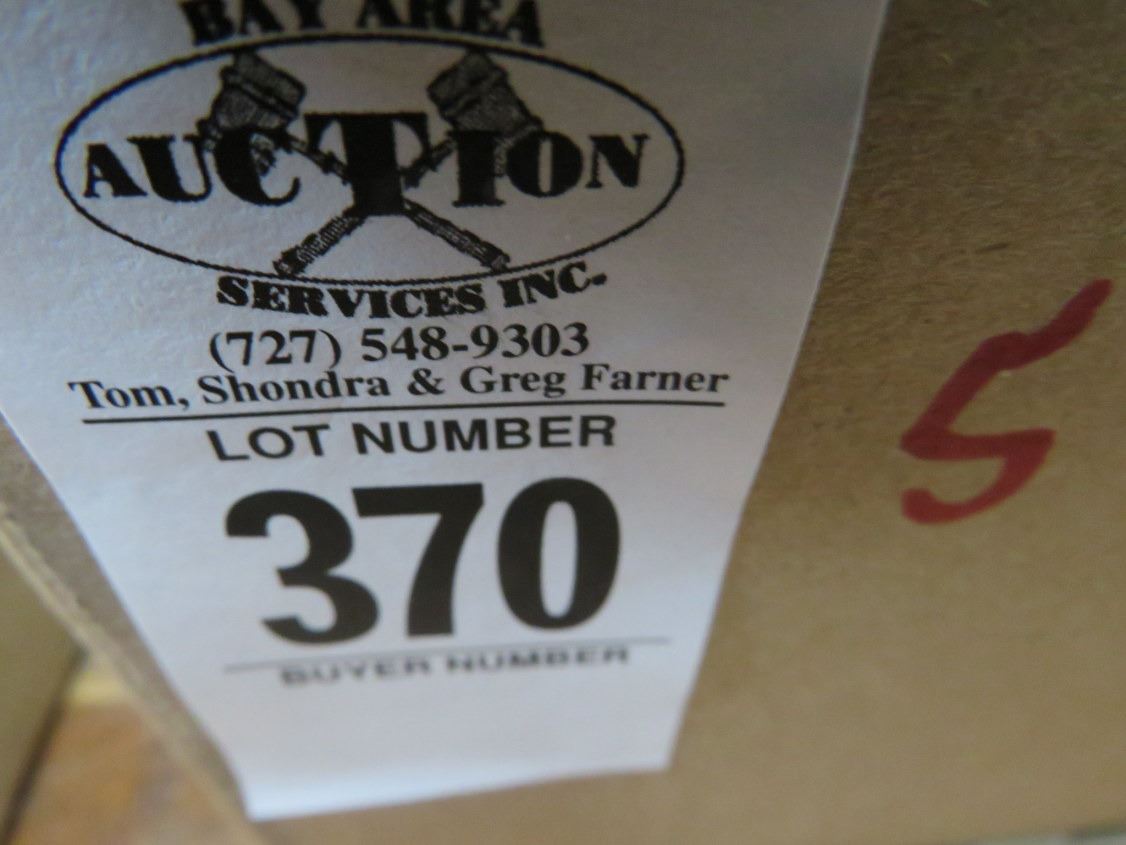 BAY AREA
AUCTION
SERVICES INC.
(727) 548-9303
Tom, Shondra & Greg Farner
LOT NUMBER
370
BUYER NUMBER
5